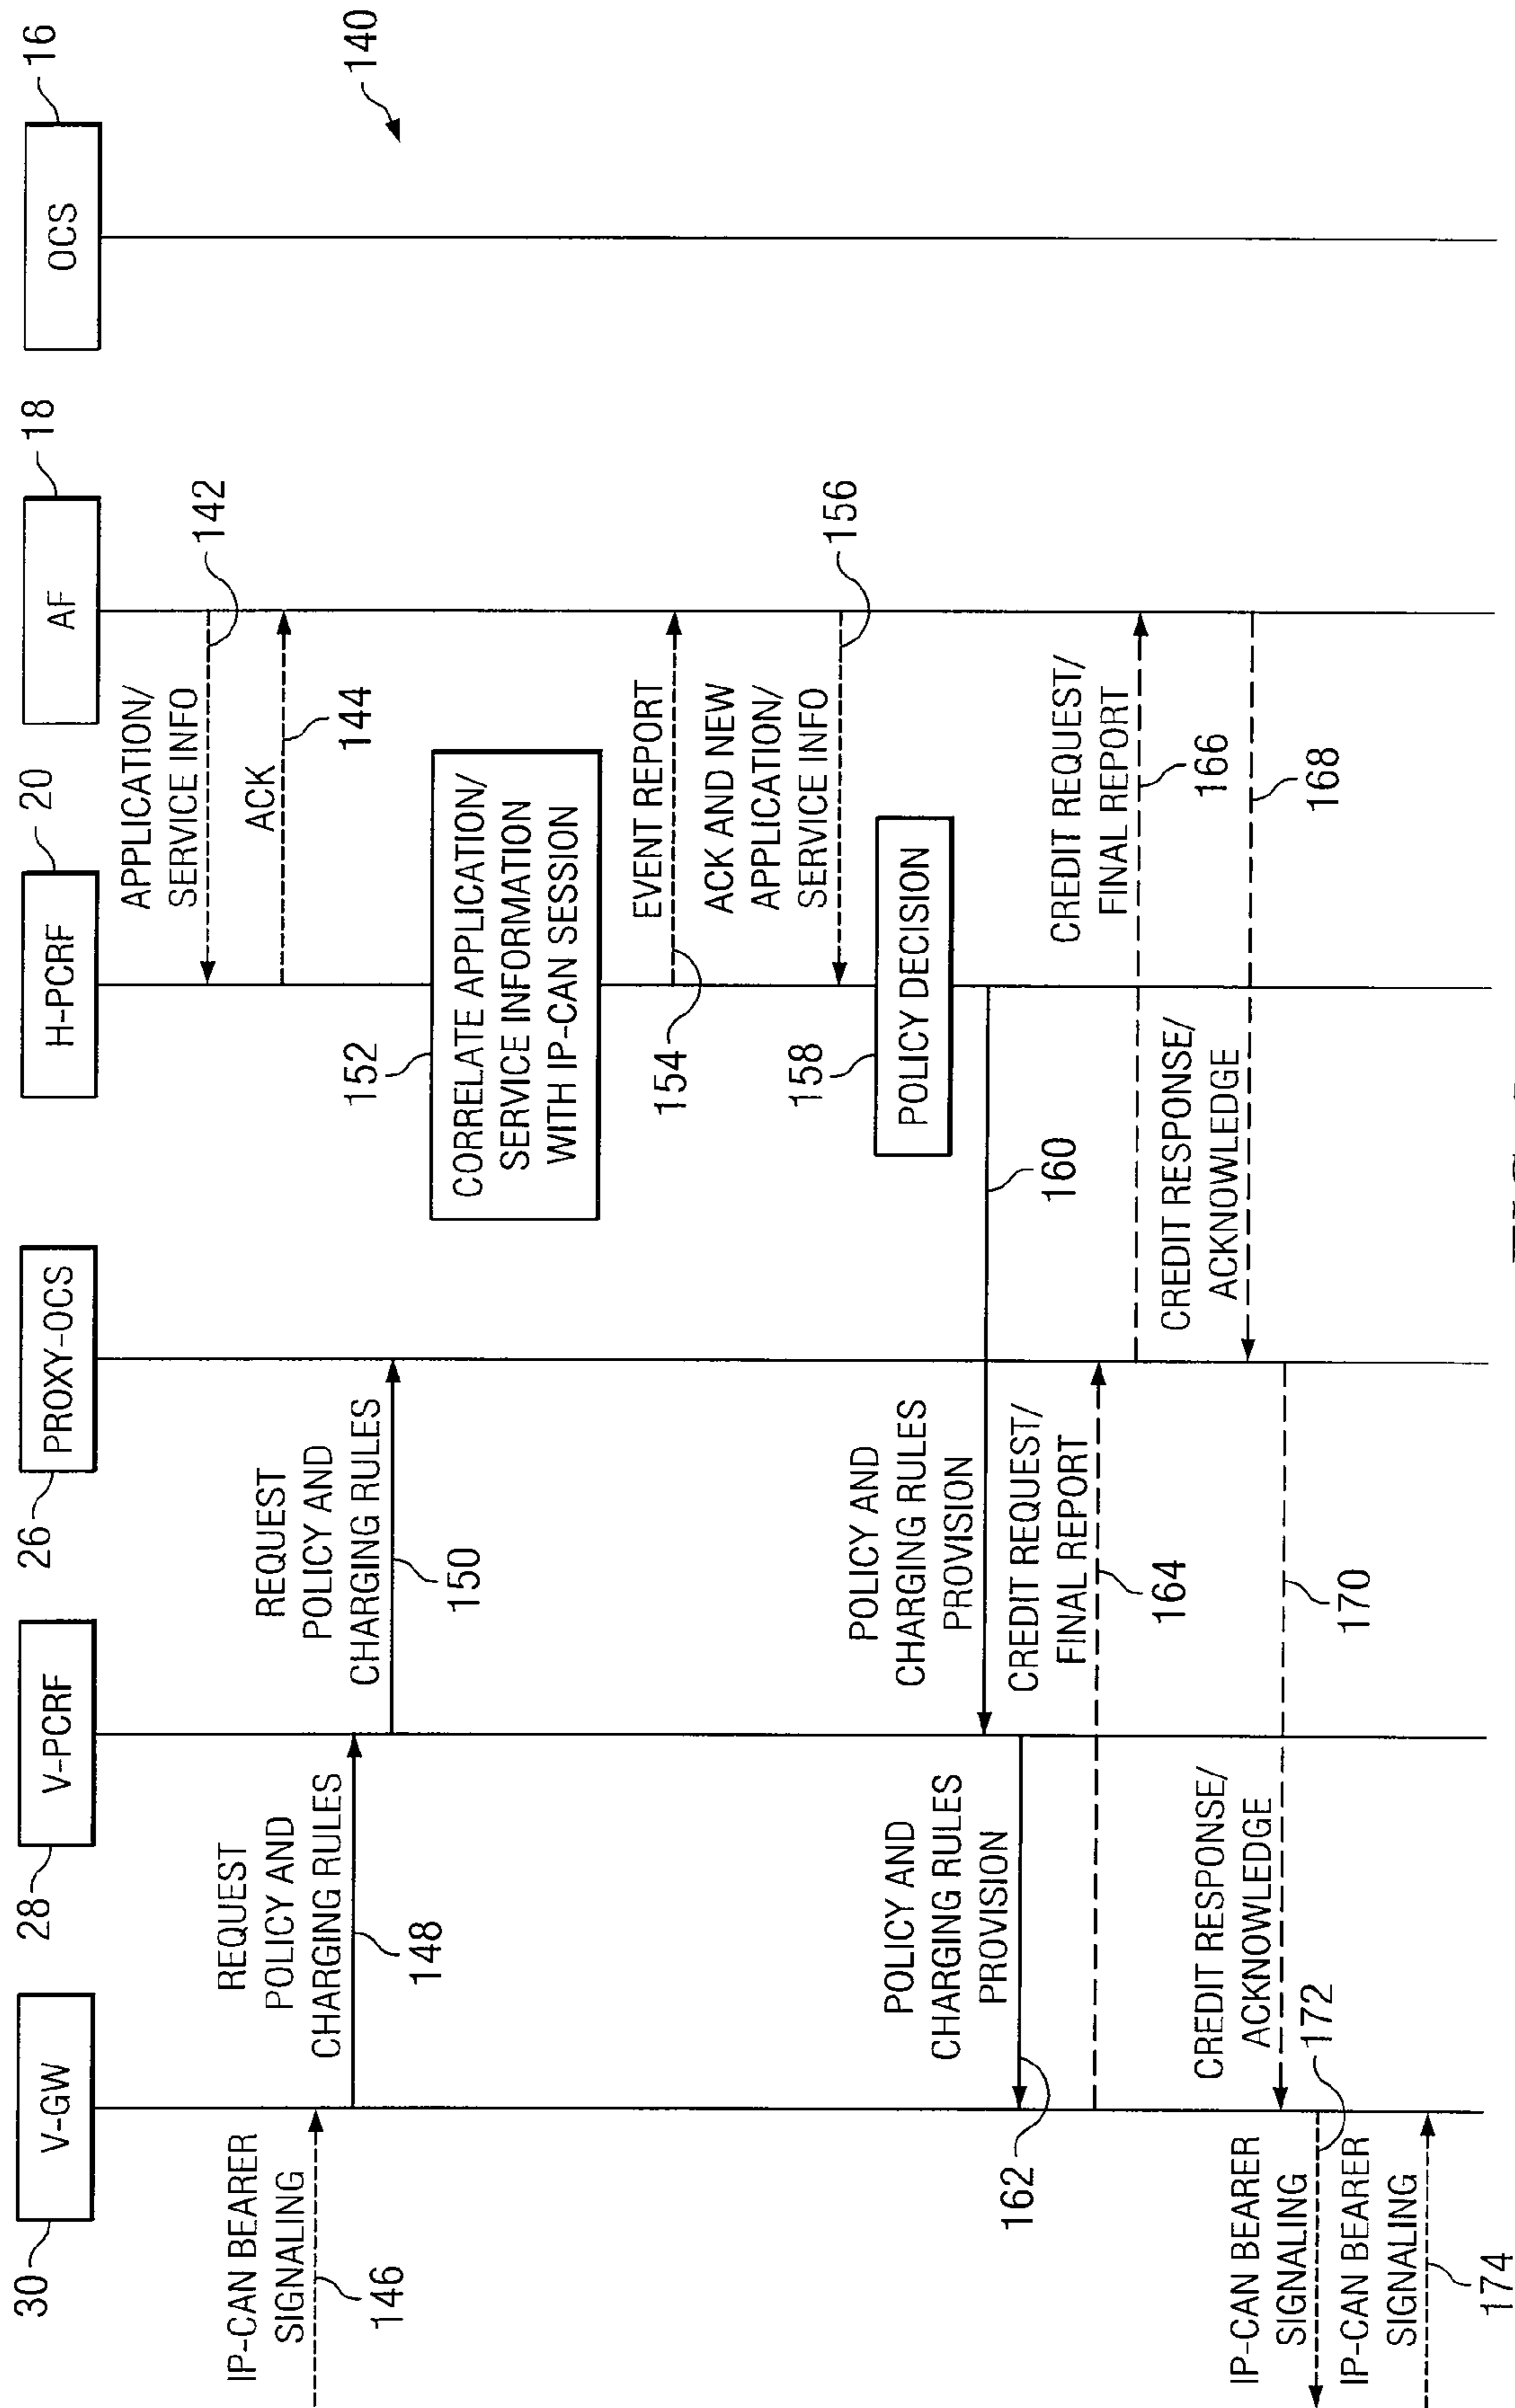 30
V-GW
28
V-PCRF
26
PROXY-OCS
H-PCRF
20
AF
18
OCS
16
140
APPLICATION/
SERVICE INFO
142
ACK
144
IP-CAN BEARER
SIGNALING
146
REQUEST
POLICY AND
CHARGING RULES
148
REQUEST
POLICY AND
CHARGING RULES
150
152
CORRELATE APPLICATION/
SERVICE INFORMATION
WITH IP-CAN SESSION
EVENT REPORT
154
ACK AND NEW
APPLICATION/
SERVICE INFO
156
158
POLICY DECISION
POLICY AND
CHARGING RULES
PROVISION
160
POLICY AND
CHARGING RULES
PROVISION
162
CREDIT REQUEST/
FINAL REPORT
164
CREDIT REQUEST/
FINAL REPORT
166
CREDIT RESPONSE/
ACKNOWLEDGE
168
CREDIT RESPONSE/
ACKNOWLEDGE
170
IP-CAN BEARER
SIGNALING
172
IP-CAN BEARER
SIGNALING
174